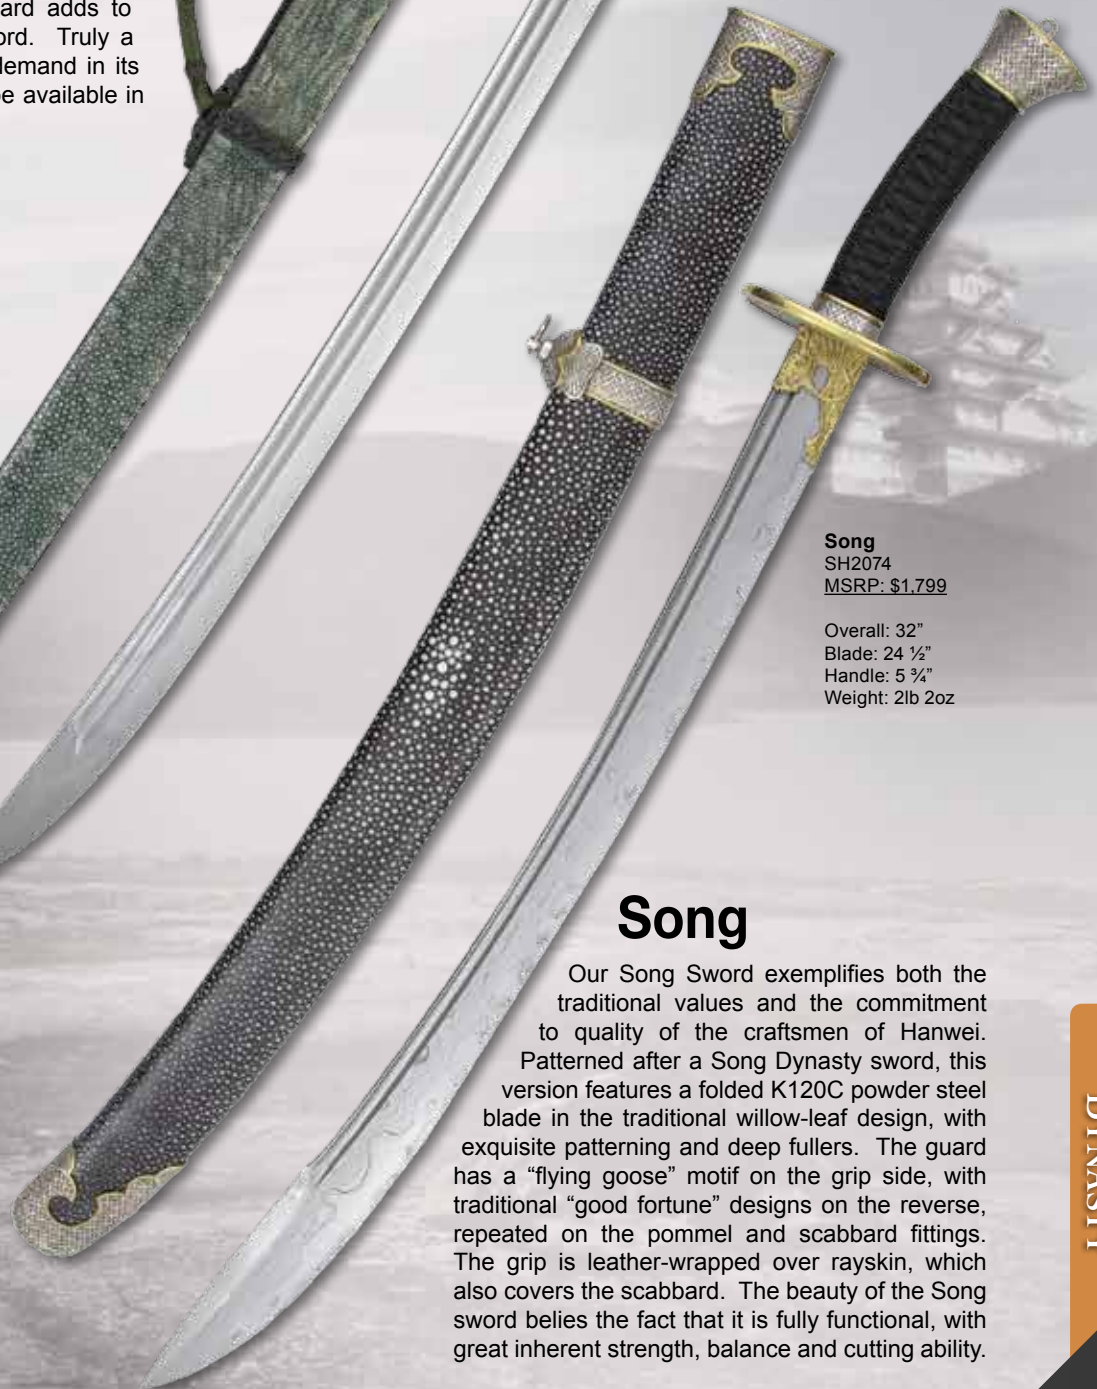 ard adds to
ord. Truly a
demand in its
be available in
Song
SH2074
MSRP: $1,799
Overall: 32”
Blade: 24 ½”
Handle: 5 ¾”
Weight: 2lb 2oz
Song
Our Song Sword exemplifies both the
traditional values and the commitment
to quality of the craftsmen of Hanwei.
Patterned after a Song Dynasty sword, this
version features a folded K120C powder steel
blade in the traditional willow-leaf design, with
exquisite patterning and deep fullers. The guard
has a “flying goose” motif on the grip side, with
traditional “good fortune” designs on the reverse,
repeated on the pommel and scabbard fittings.
The grip is leather-wrapped over rayskin, which
also covers the scabbard. The beauty of the Song
sword belies the fact that it is fully functional, with
great inherent strength, balance and cutting ability.
DYNASTY